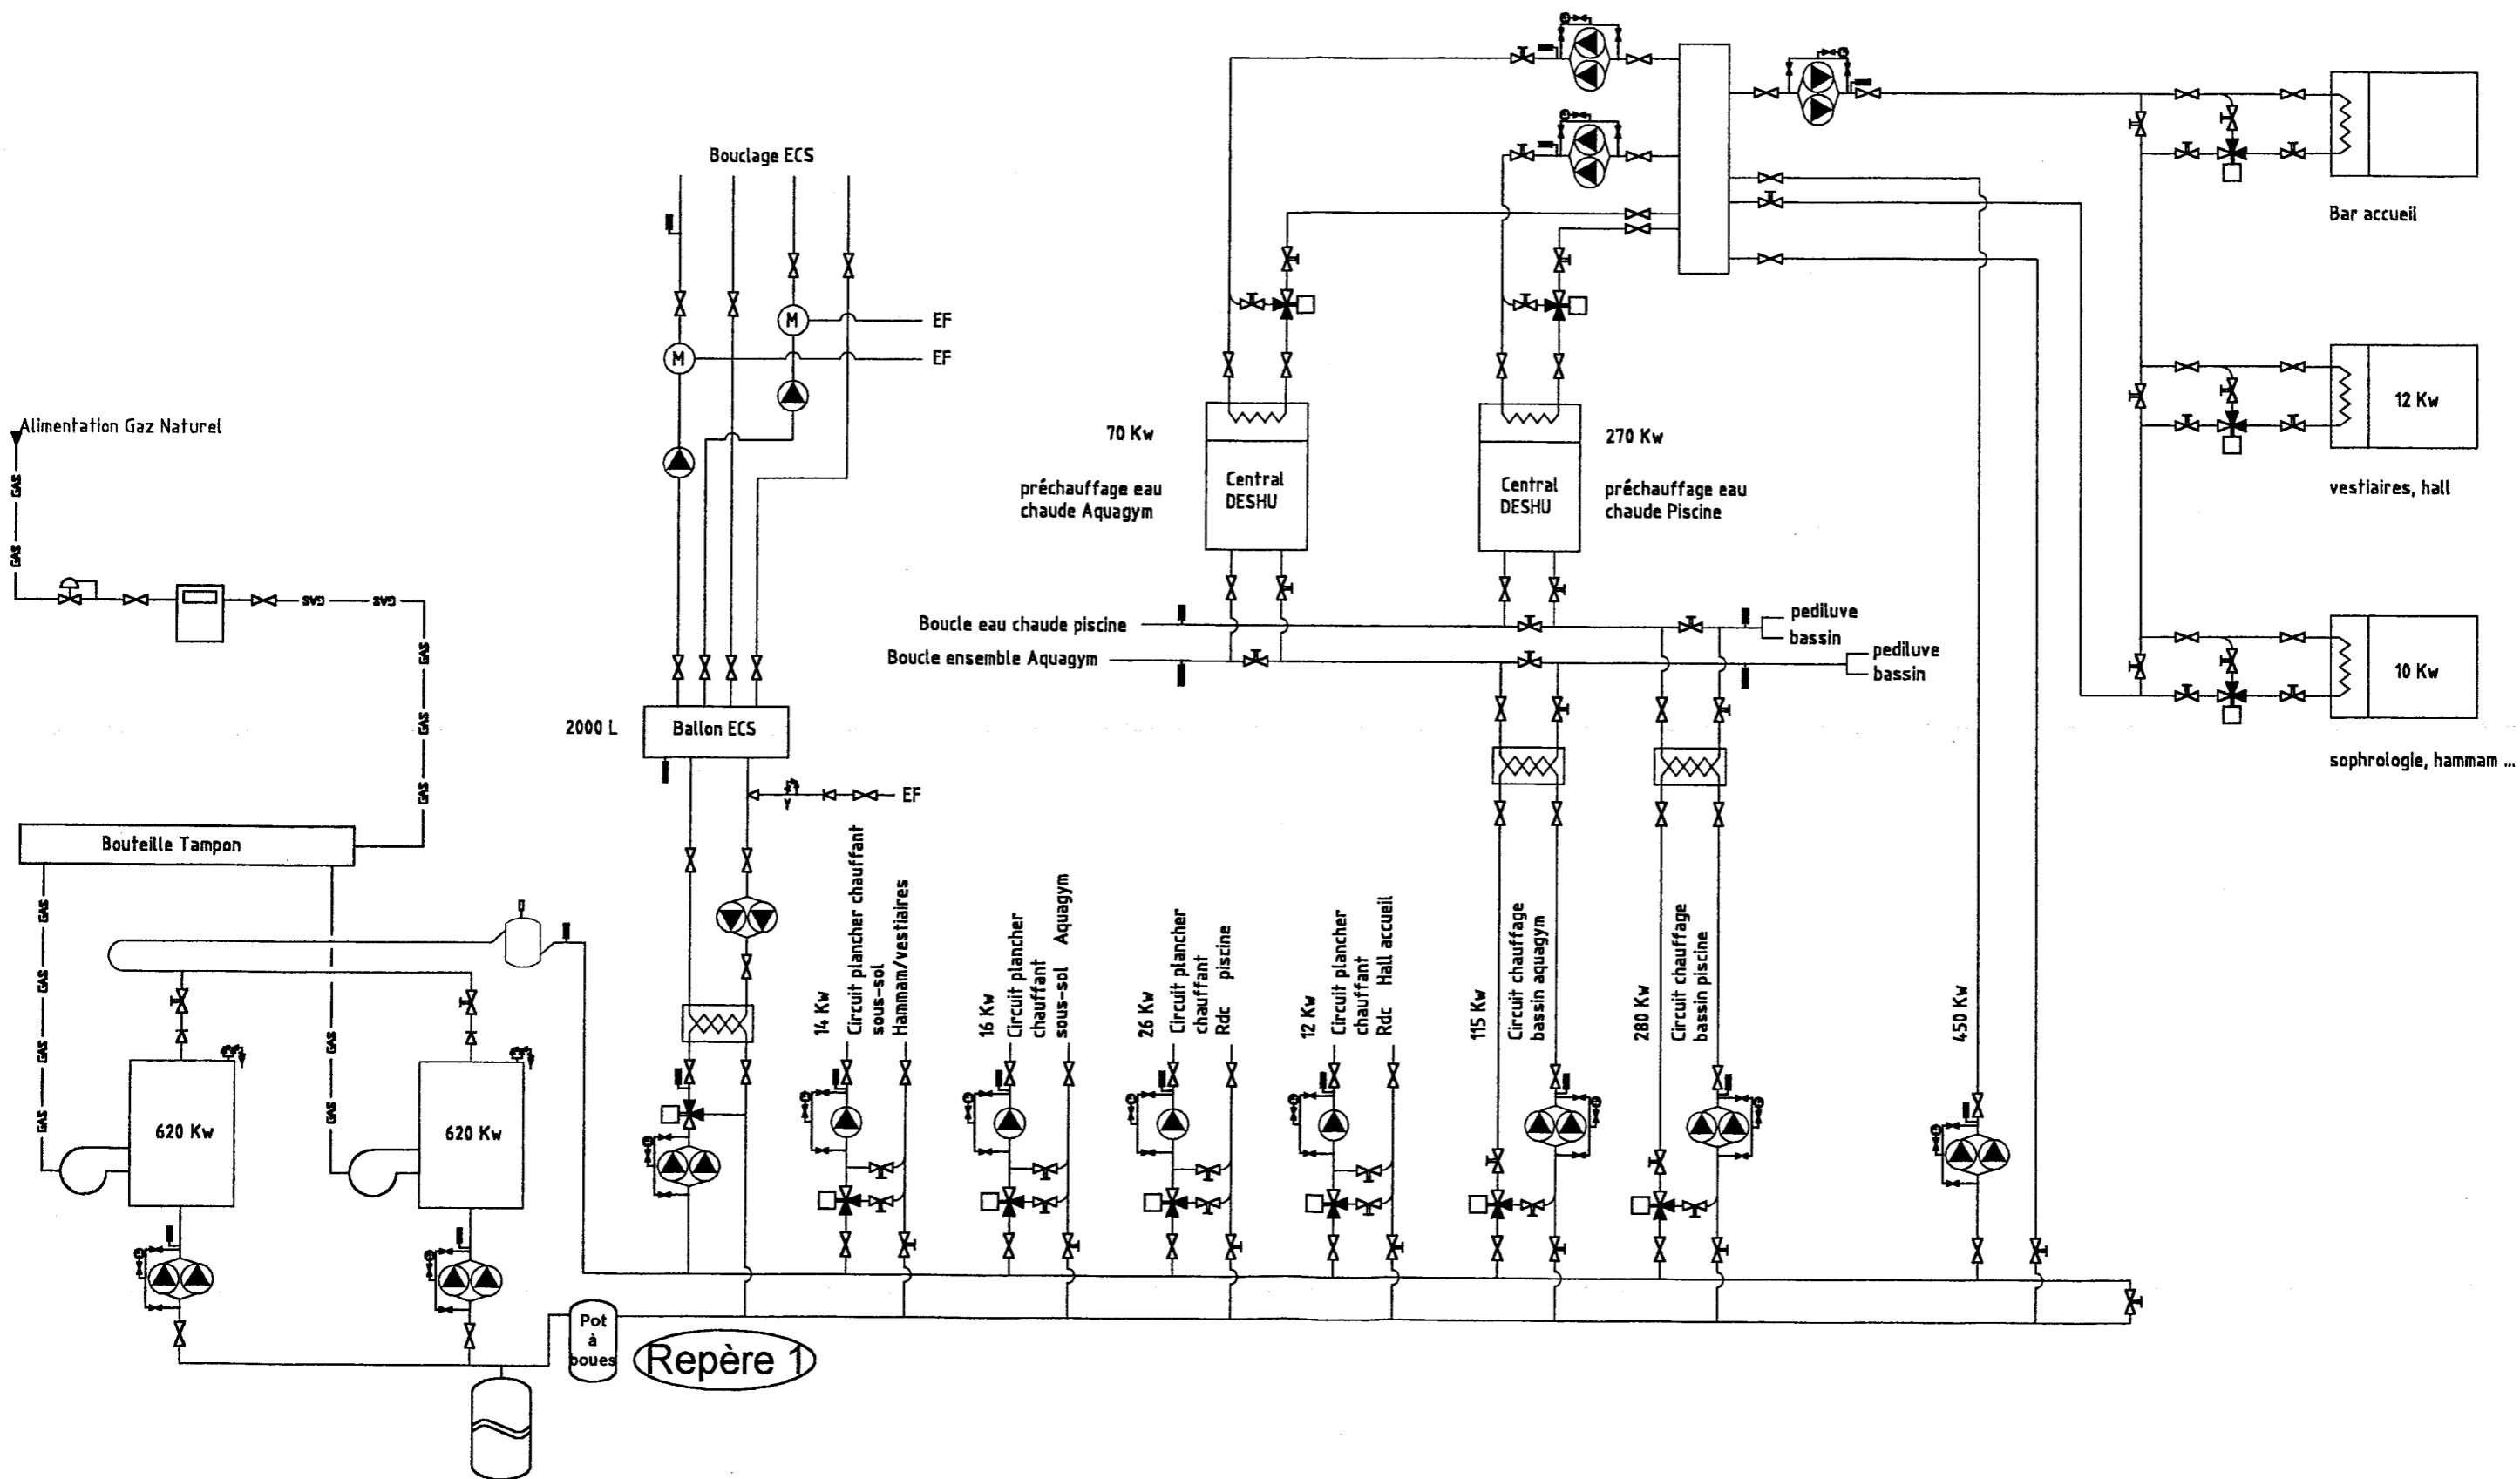 Bouclage ECS
EF
EF
M
M
Alimentation Gaz Naturel
GAS
GAS
GAS
GAS
GAS
GAS
GAS
Bouteille Tampon
GAS
GAS
GAS
GAS
GAS
GAS
620 Kw
620 Kw
2000 L
Ballon ECS
EF
Pot
à
boues
Repère 1
14 Kw
Circuit plancher chauffant
sous-sol
Hammam/vestiaires
16 Kw
Circuit plancher
chauffant
sous-sol Aquagym
26 Kw
Circuit plancher
chauffant
Rdc piscine
12 Kw
Circuit plancher
chauffant
Rdc Hall accueil
115 Kw
Circuit chauffage
bassin aquagym
280 Kw
Circuit chauffage
bassin piscine
450 Kw
70 Kw
préchauffage eau
chaude Aquagym
Central
DESHU
Central
DESHU
270 Kw
préchauffage eau
chaude Piscine
Boucle eau chaude piscine
Boucle ensemble Aquagym
pediluve
bassin
pediluve
bassin
Bar accueil
12 Kw
vestiaires, hall
10 Kw
sophrologie, hammam ...